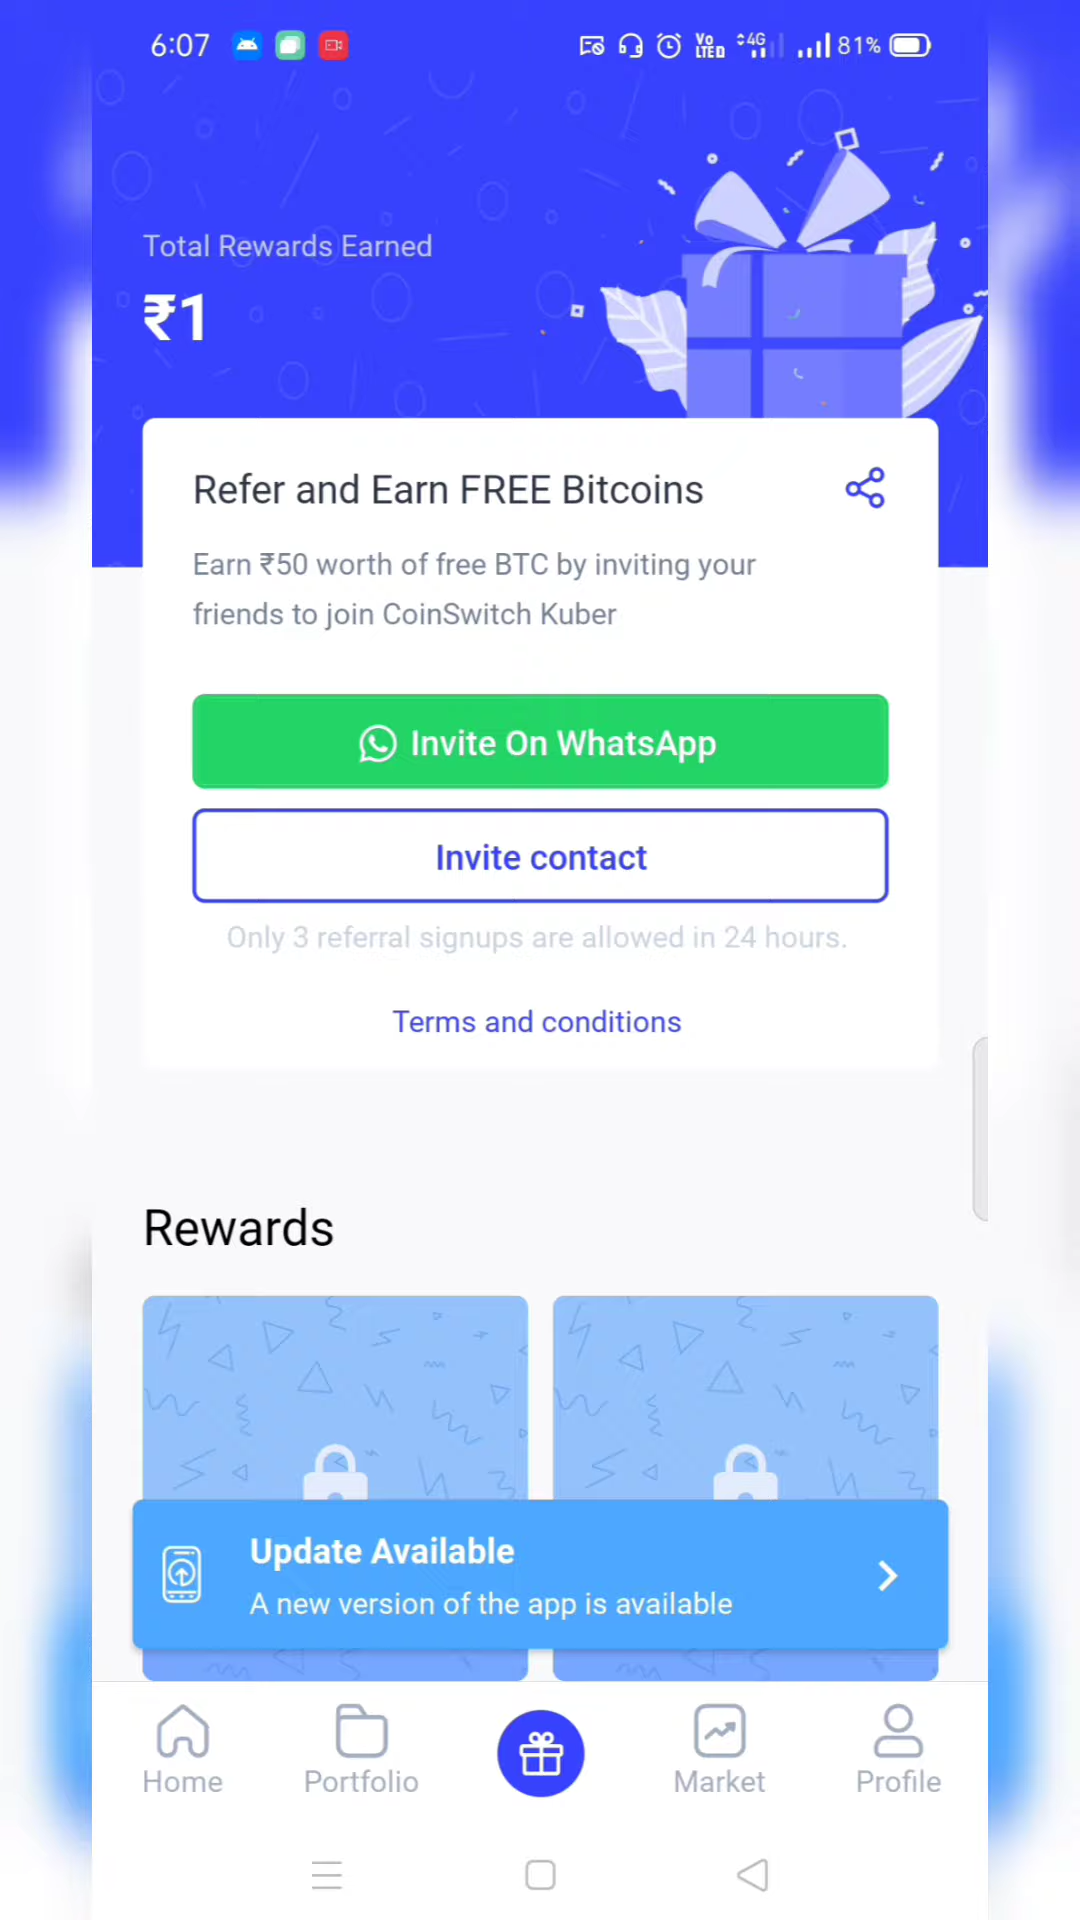 6:07
Vo
LTED
4G
81%
Total Rewards Earned
₹1
Refer and Earn FREE Bitcoins
Earn ₹50 worth of free BTC by inviting your
friends to join CoinSwitch Kuber
Invite On WhatsApp
Invite contact
Only 3 referral signups are allowed in 24 hours.
Terms and conditions
Rewards
Update Available
A new version of the app is available
Home
Portfolio
Market
Profile